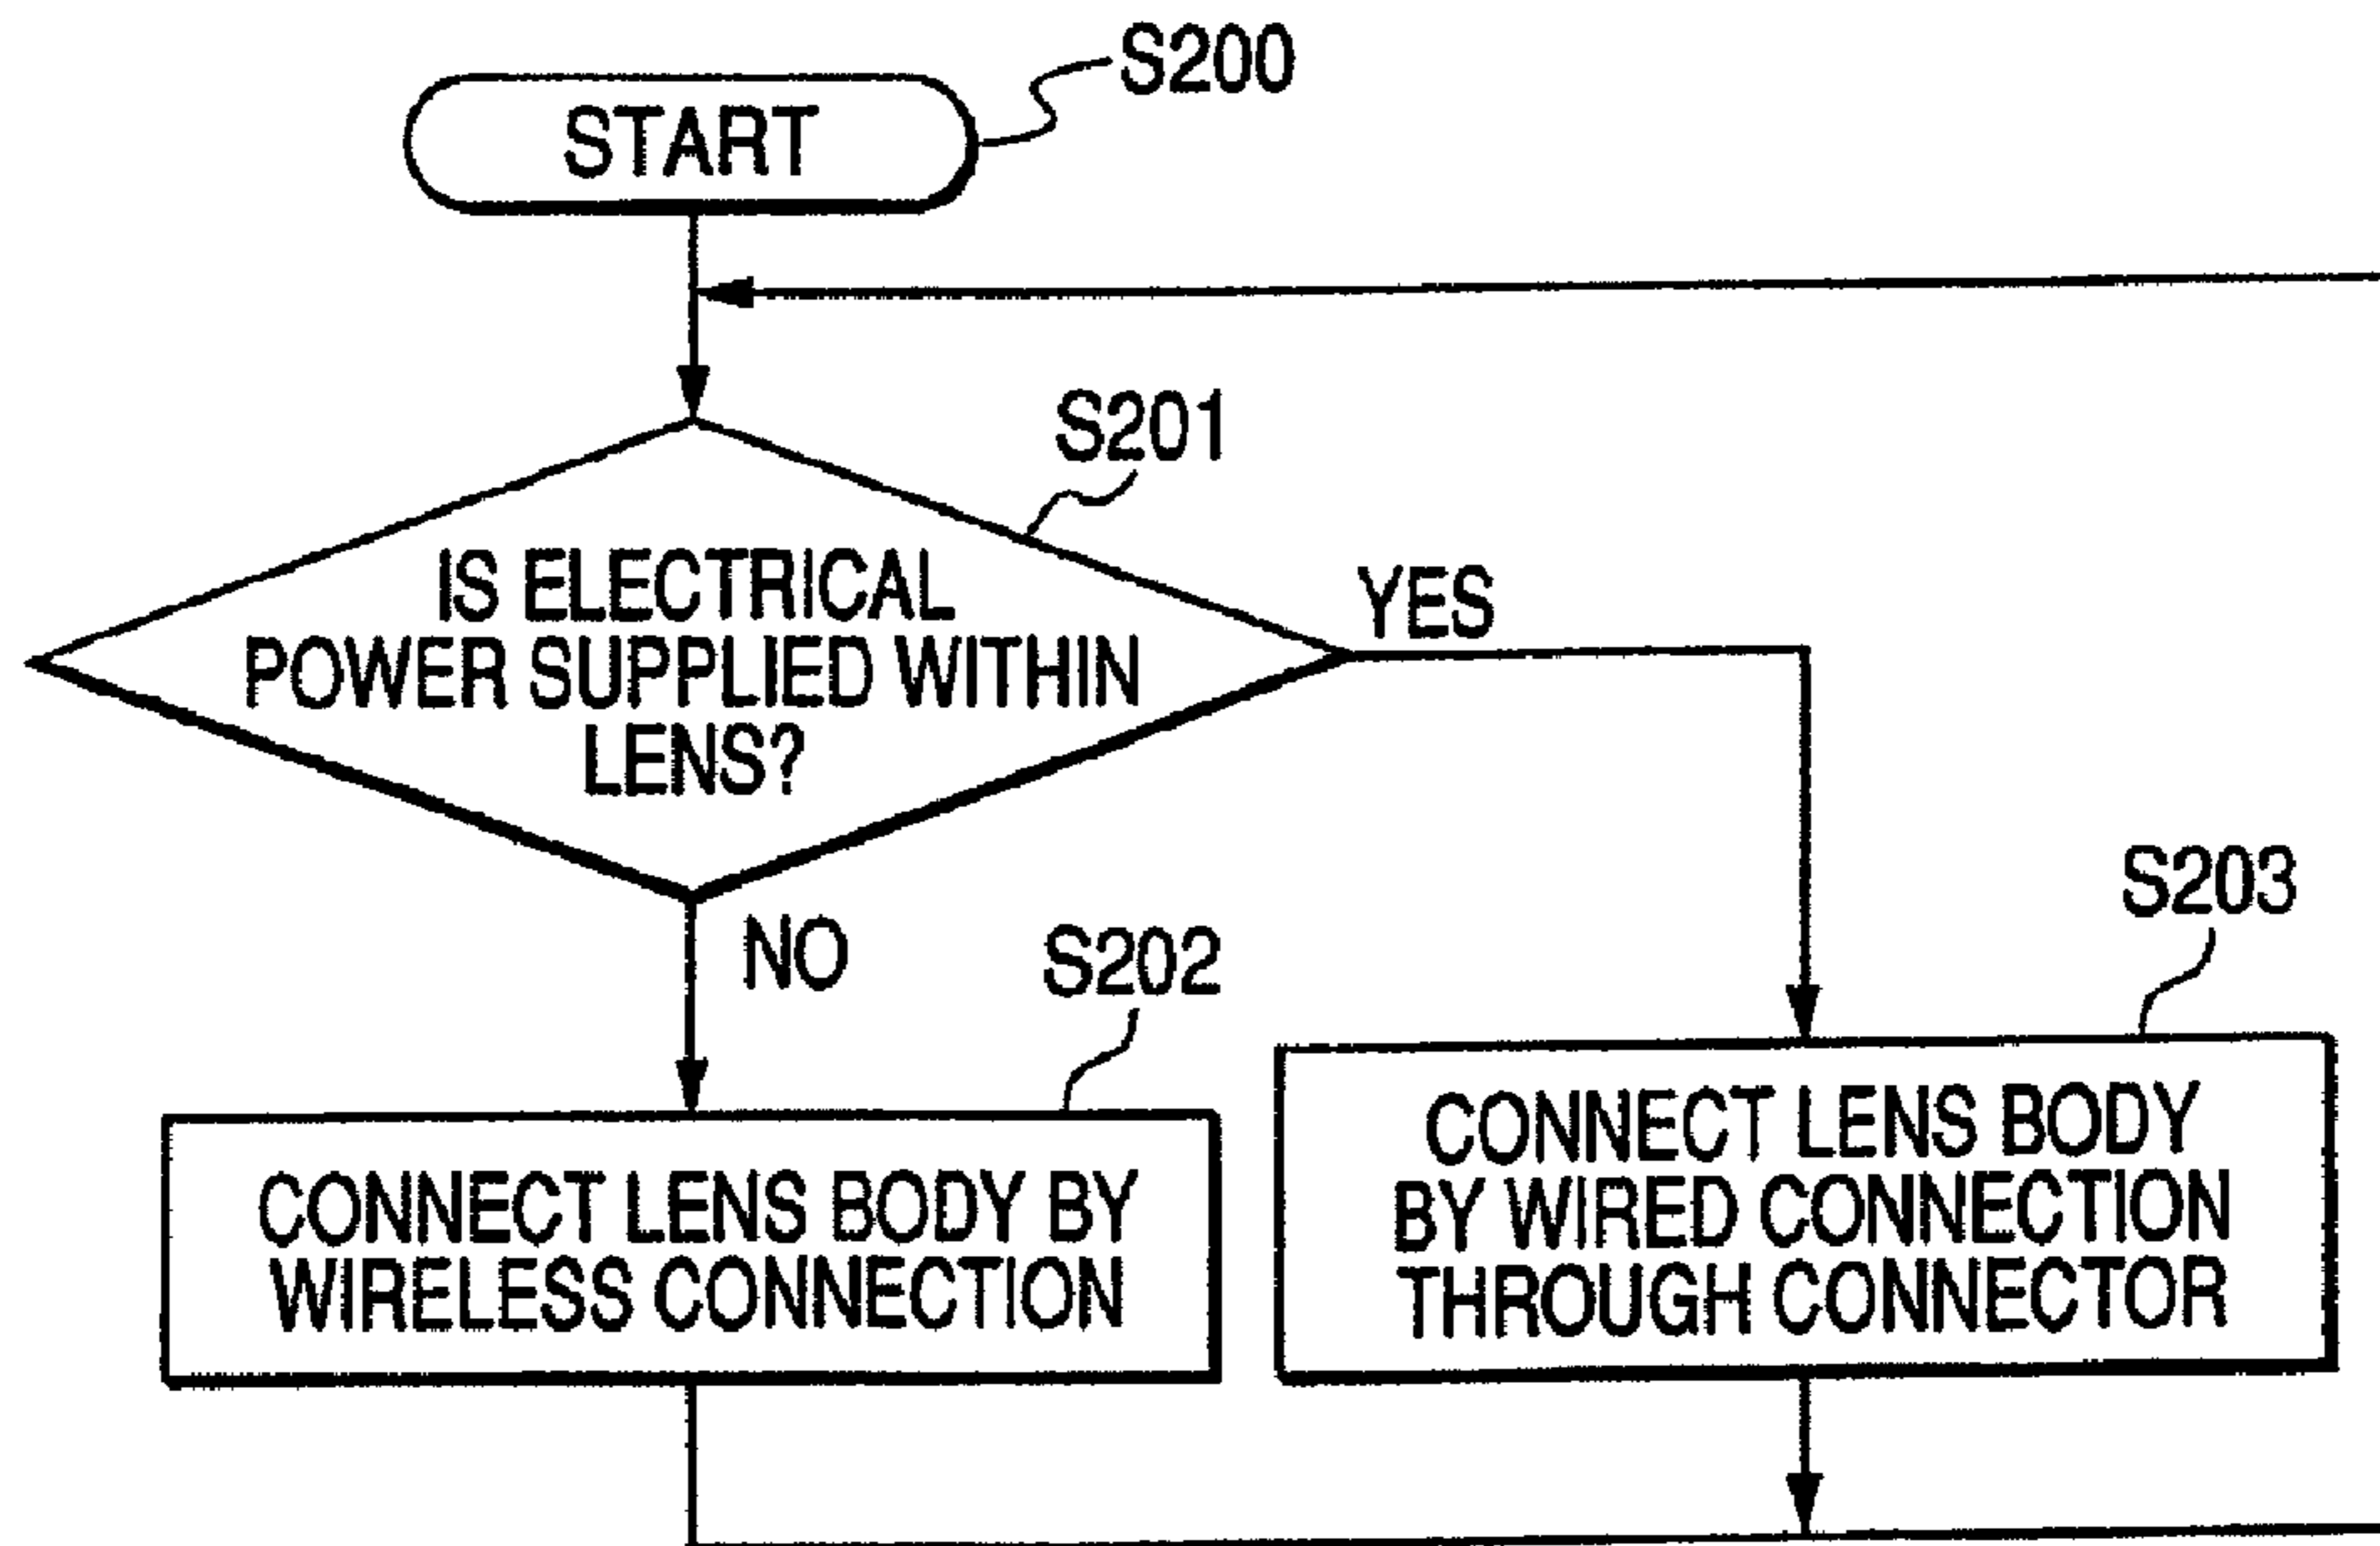 S200
START
S201
IS ELECTRICAL
POWER SUPPLIED WITHIN
LENS?
YES
NO
S202
S203
CONNECT LENS BODY BY
WIRELESS CONNECTION
CONNECT LENS BODY
BY WIRED CONNECTION
THROUGH CONNECTOR